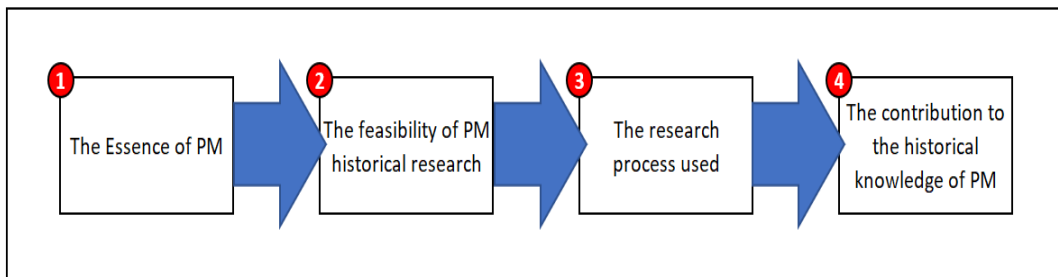 1
The Essence of PM
2
The feasibility of PM
historical research
3
The research
process used
4
The contribution to
the historical
knowledge of PM